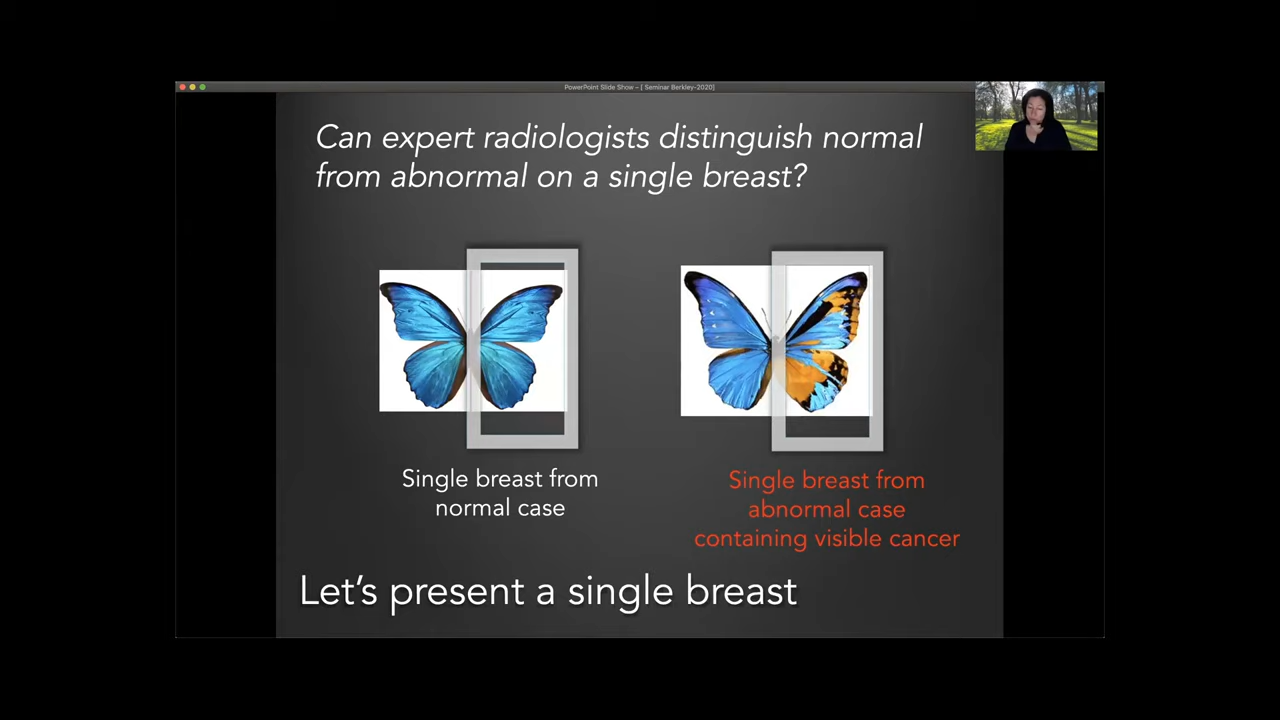 PowerPoint Slide Show - [ Seminar Berkley-2020]
Can expert radiologists distinguish normal
from abnormal on a single breast?
Single breast from
normal case
Single breast from
abnormal case
containing visible cancer
Let's present a single breast